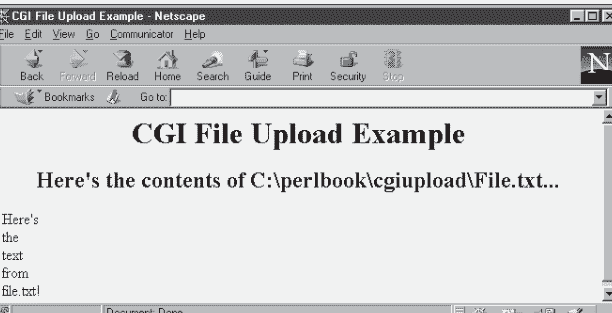 CGI File Upload Example - Netscape
File Edit View Go Communicator Help
Back Forward Reload Home Search Guide Print Security Stop
N
Bookmarks Go to:
CGI File Upload Example
Here's the contents of C:\perlbook\cgiupload\File.txt...
Here's
the
text
from
file.txt!
Document: Done